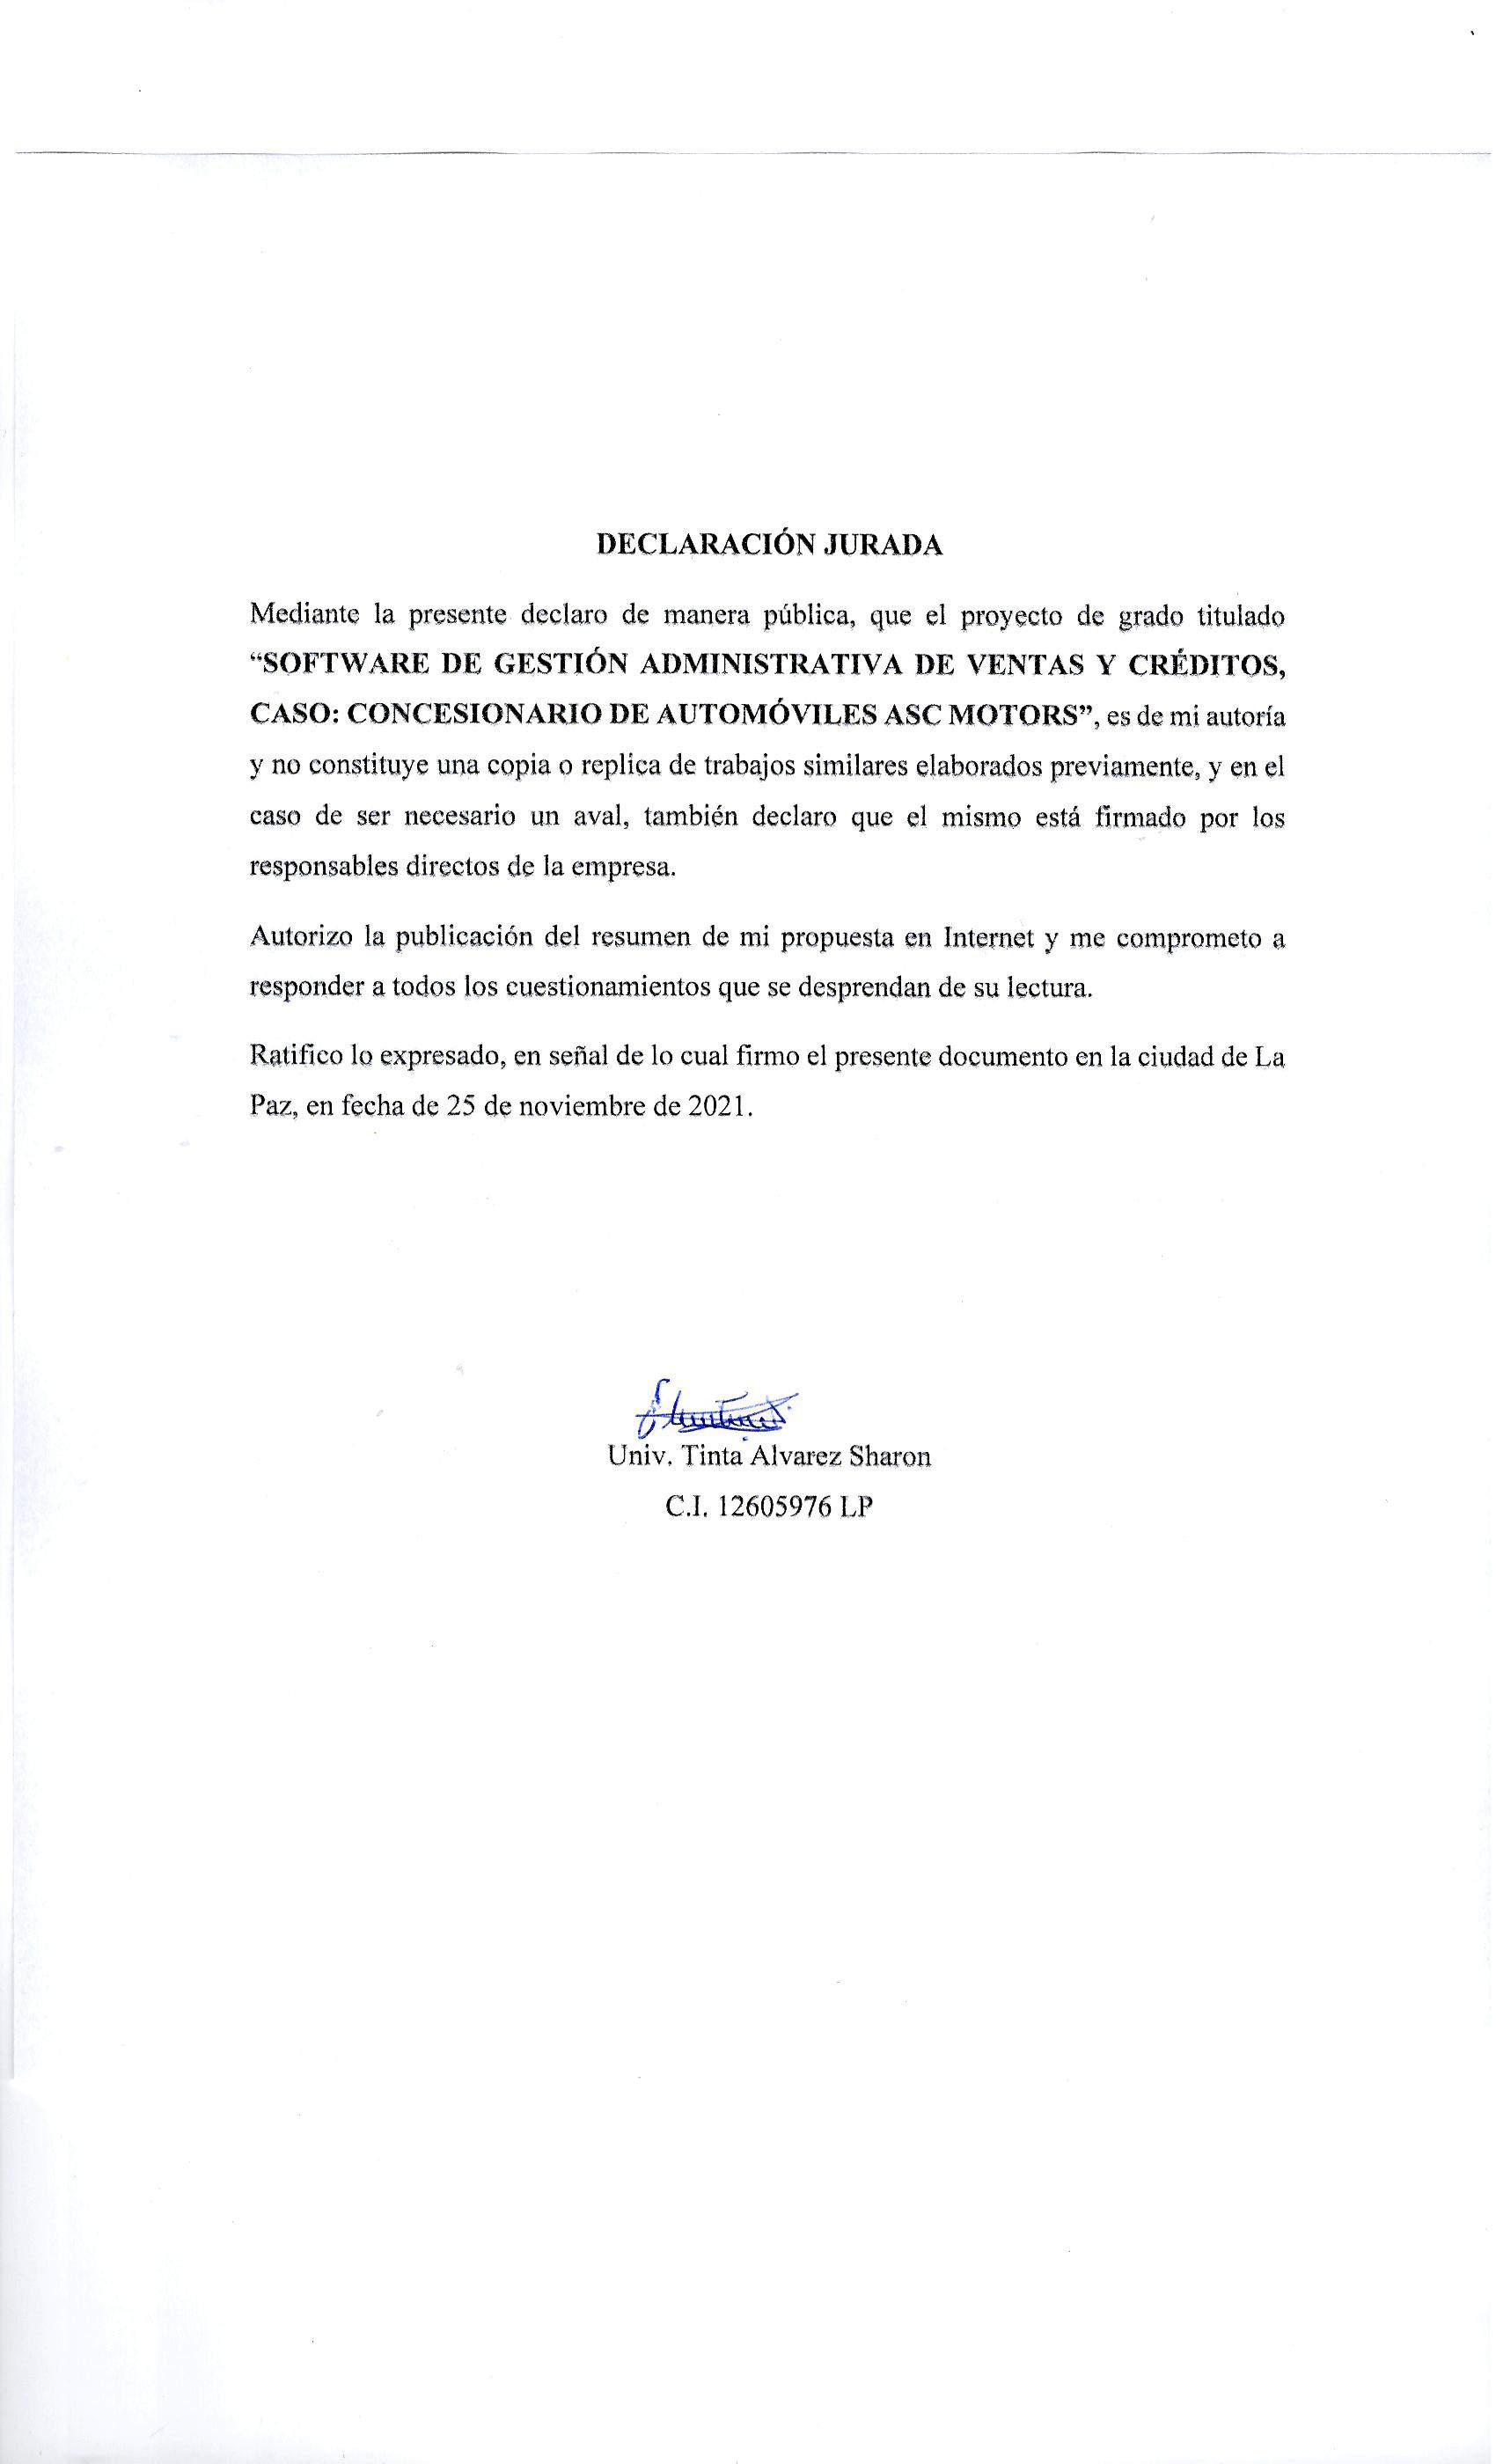 DECLARACIÓN JURADA
Mediante la presente declaro de manera pública, que el proyecto de grado titulado
“SOFTWARE DE GESTIÓN ADMINISTRATIVA DE VENTAS Y CRÉDITOS,
CASO: CONCESIONARIO DE AUTOMÓVILES ASC MOTORS”, es de mi autoría
y no constituye una copia o replica de trabajos similares elaborados previamente, y en el
caso de ser necesario un aval, también declaro que el mismo está firmado por los
responsables directos de la empresa.
Autorizo la publicación del resumen de mi propuesta en Internet y me comprometo a
responder a todos los cuestionamientos que se desprendan de su lectura.
Ratifico lo expresado, en señal de lo cual firmo el presente documento en la ciudad de La
Paz, en fecha de 25 de noviembre de 2021.
Univ. Tinta Alvarez Sharon
C.I. 12605976 LP